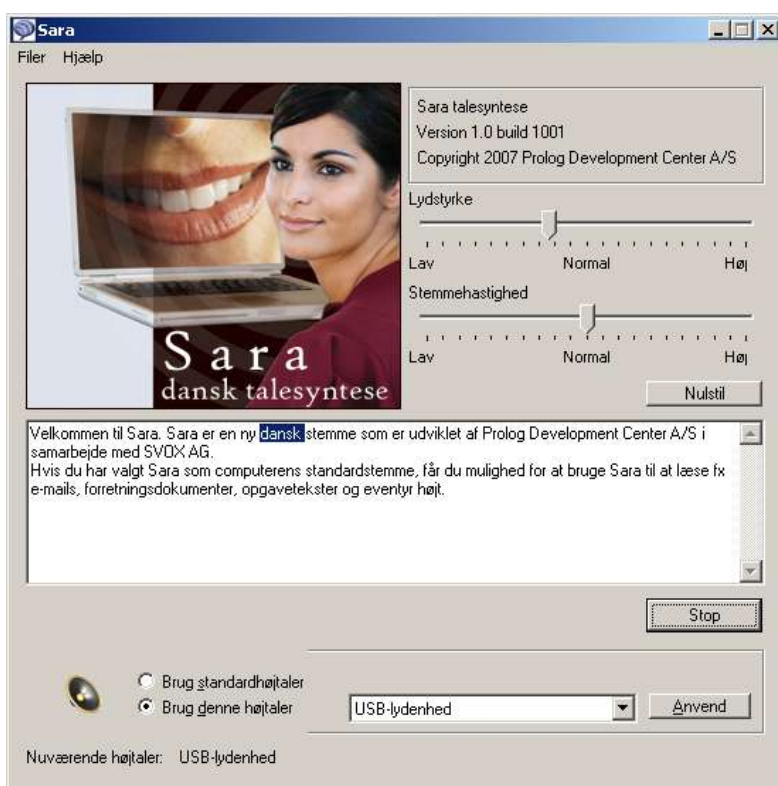 Sara
Filer Hjælp
Sara talesyntese
Version 1.0 build 1001
Copyright 2007 Prolog Development Center A/S
Lydstyrke
Lav Normal Høj
Stemmehastighed
Lav Normal Høj
Sara
dansk talesyntese
Nulstil
Velkommen til Sara. Sara er en ny dansk stemme som er udviklet af Prolog Development Center A/S i
samarbejde med SVOX AG.
Hvis du har valgt Sara som computerens standardstemme, får du mulighed for at bruge Sara til at læse fx
e-mails, forretningsdokumenter, opgavetekster og eventyr højt.
Stop
Brug standardhøjtaler
Brug denne højtaler
USB-lydenhed
Anvend
Nuværende højtaler: USB-lydenhed